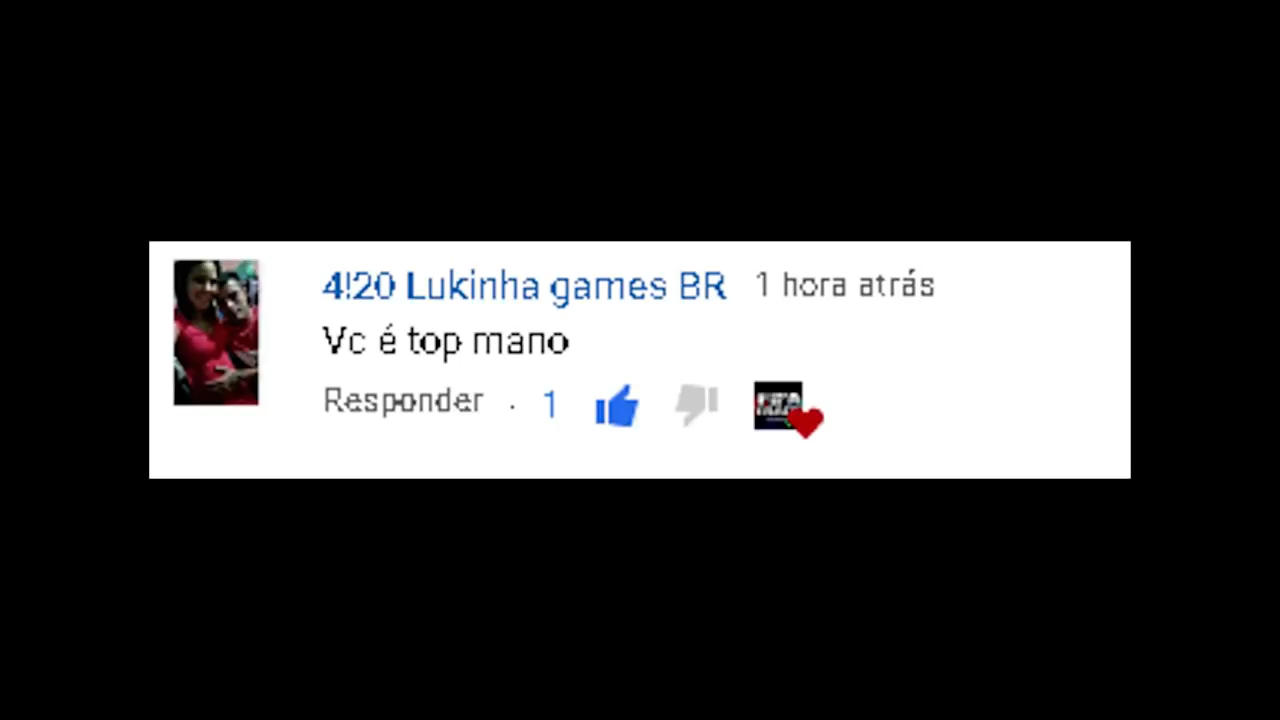 4!20 Lukinha games BR 1 hora atrás
Vc é top mano
Responder · 1